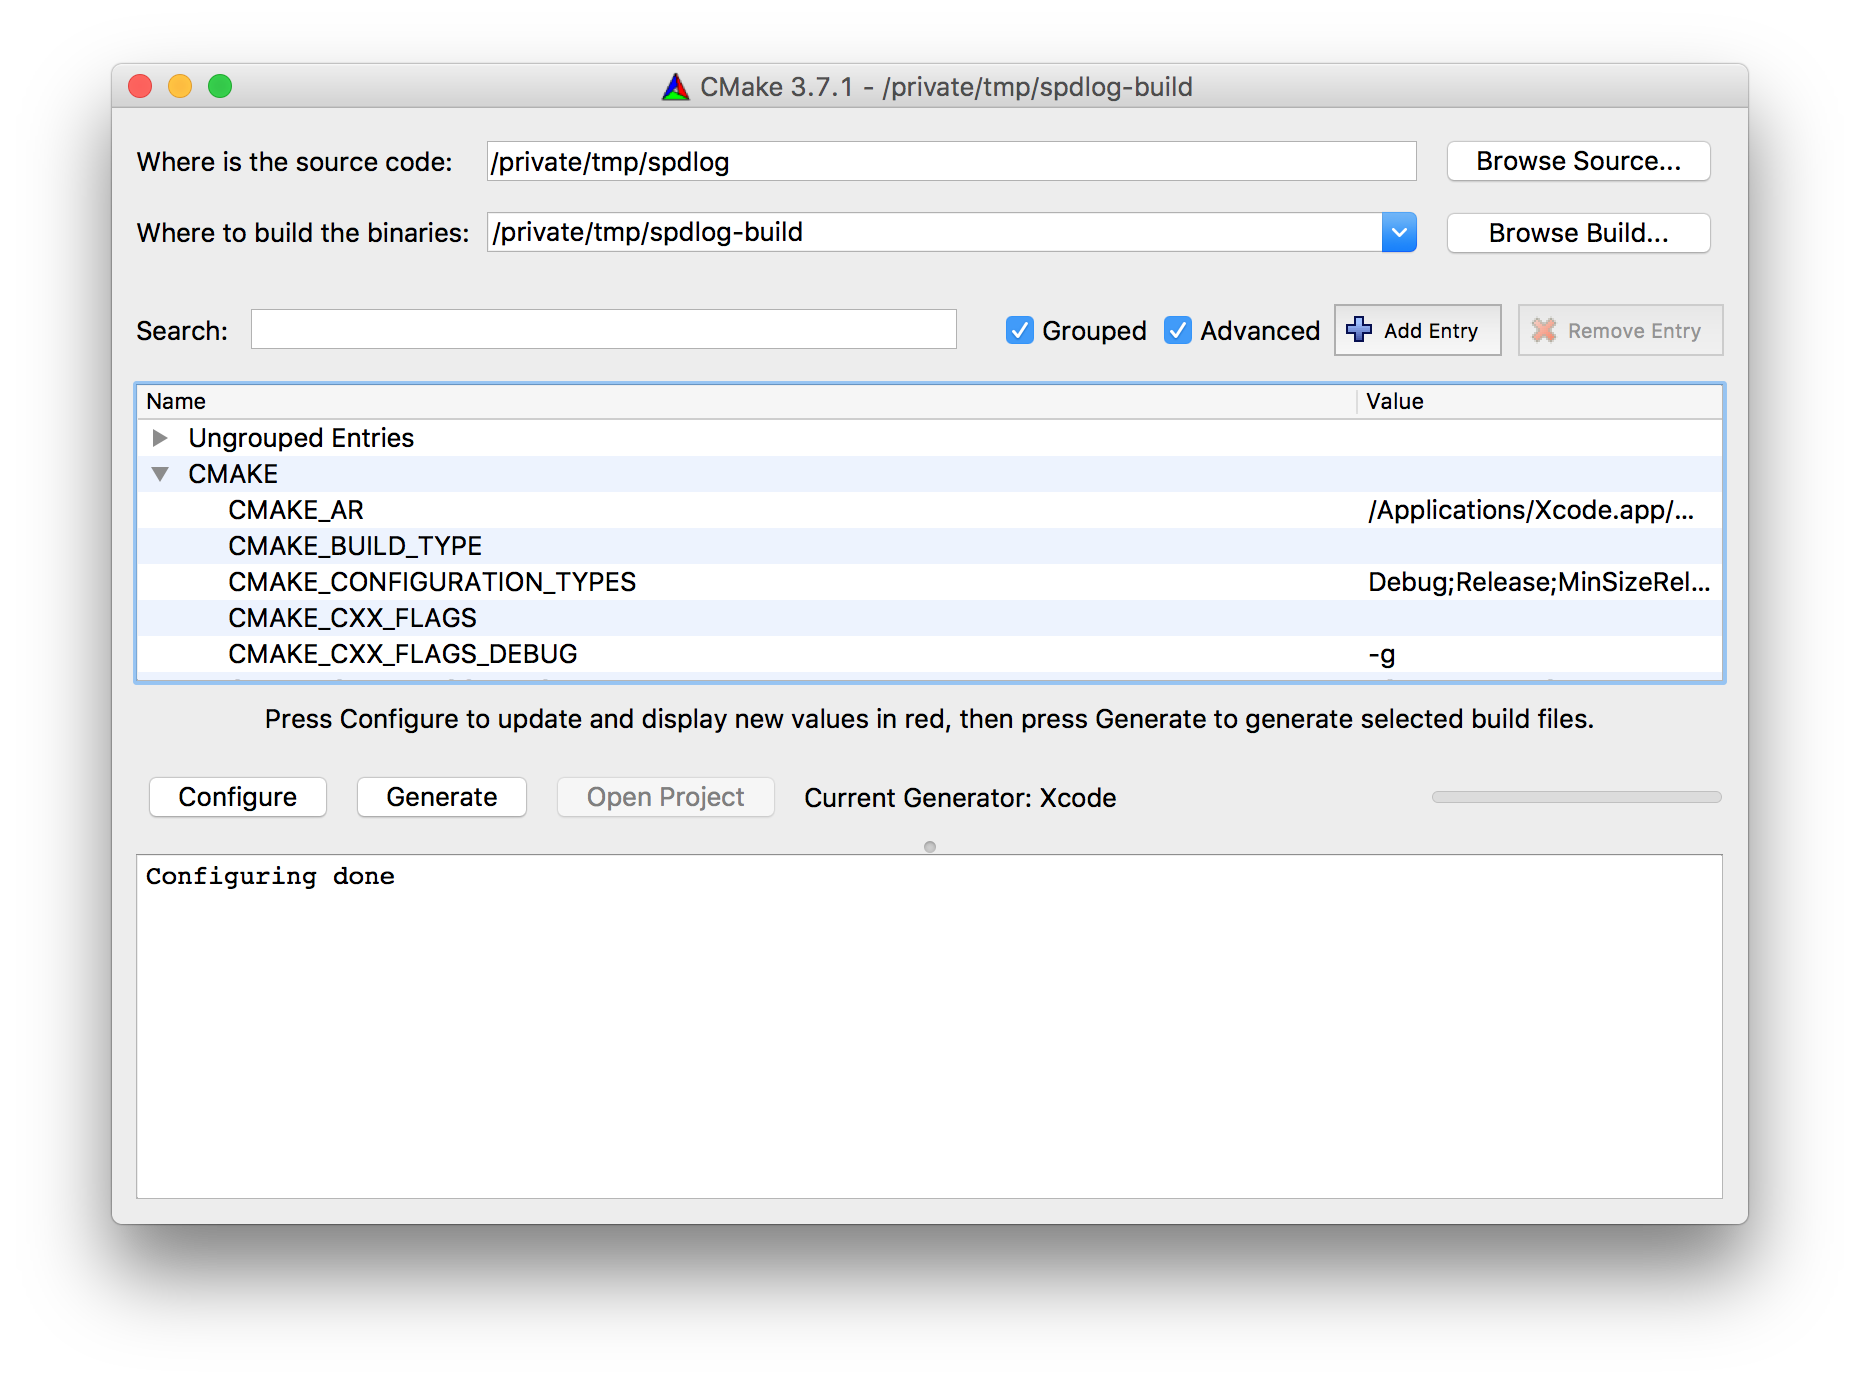 CMake 3.7.1 - /private/tmp/spdlog-build
Where is the source code: /private/tmp/spdlog Browse Source...
Where to build the binaries: /private/tmp/spdlog-build Browse Build...
Search: Grouped Advanced Add Entry Remove Entry
Name Value
Ungrouped Entries
CMAKE
CMAKE_AR /Applications/Xcode.app/...
CMAKE_BUILD_TYPE
CMAKE_CONFIGURATION_TYPES Debug;Release;MinSizeRel...
CMAKE_CXX_FLAGS
CMAKE_CXX_FLAGS_DEBUG -g
Press Configure to update and display new values in red, then press Generate to generate selected build files.
Configure Generate Open Project Current Generator: Xcode
Configuring done